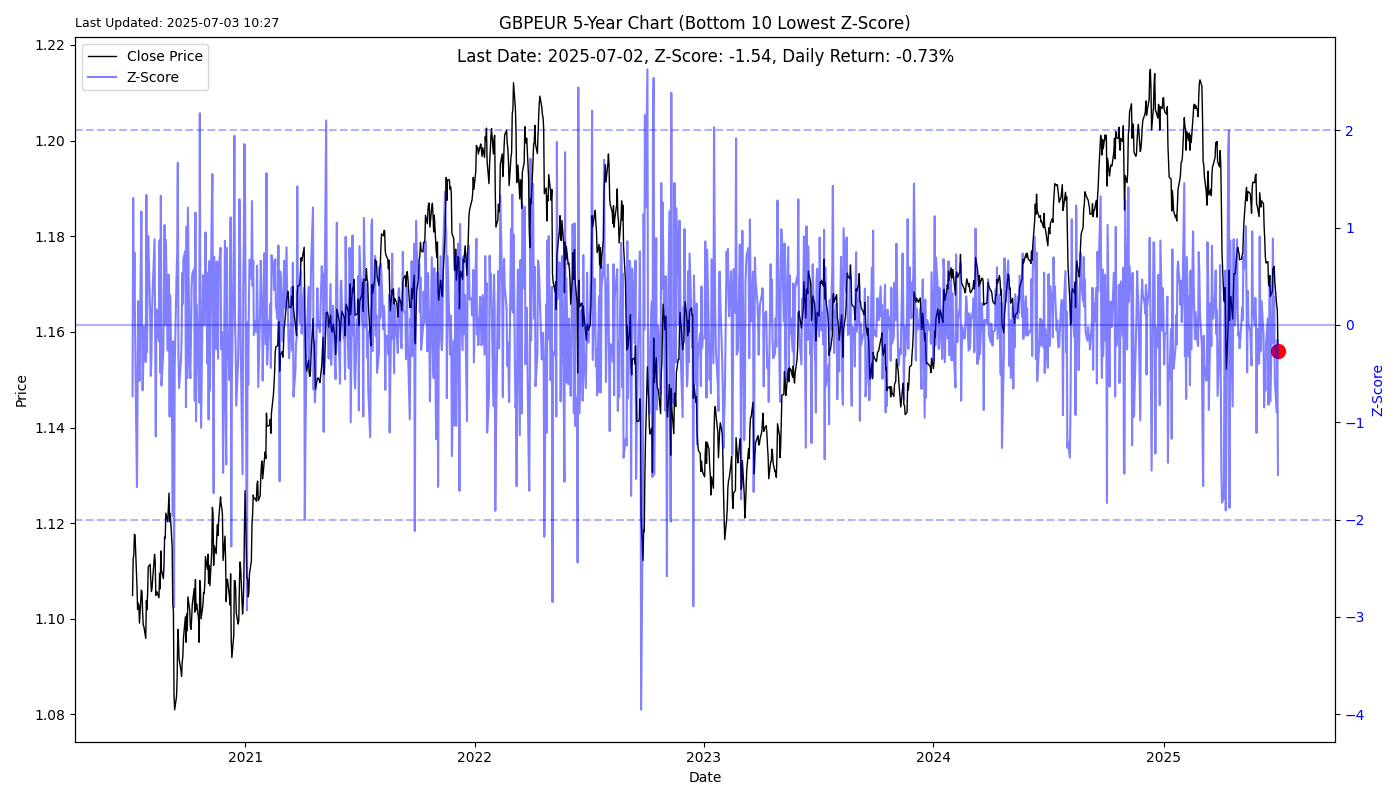 Last Updated: 2025-07-03 10:27
GBPEUR 5-Year Chart (Bottom 10 Lowest Z-Score)
Last Date: 2025-07-02, Z-Score: -1.54, Daily Return: -0.73%
Close Price
Z-Score
1.22
1.20
1.18
1.16
1.14
1.12
1.10
1.08
Price
2
1
0
−1
−2
−3
−4
Z-Score
2021
2022
2023
2024
2025
Date